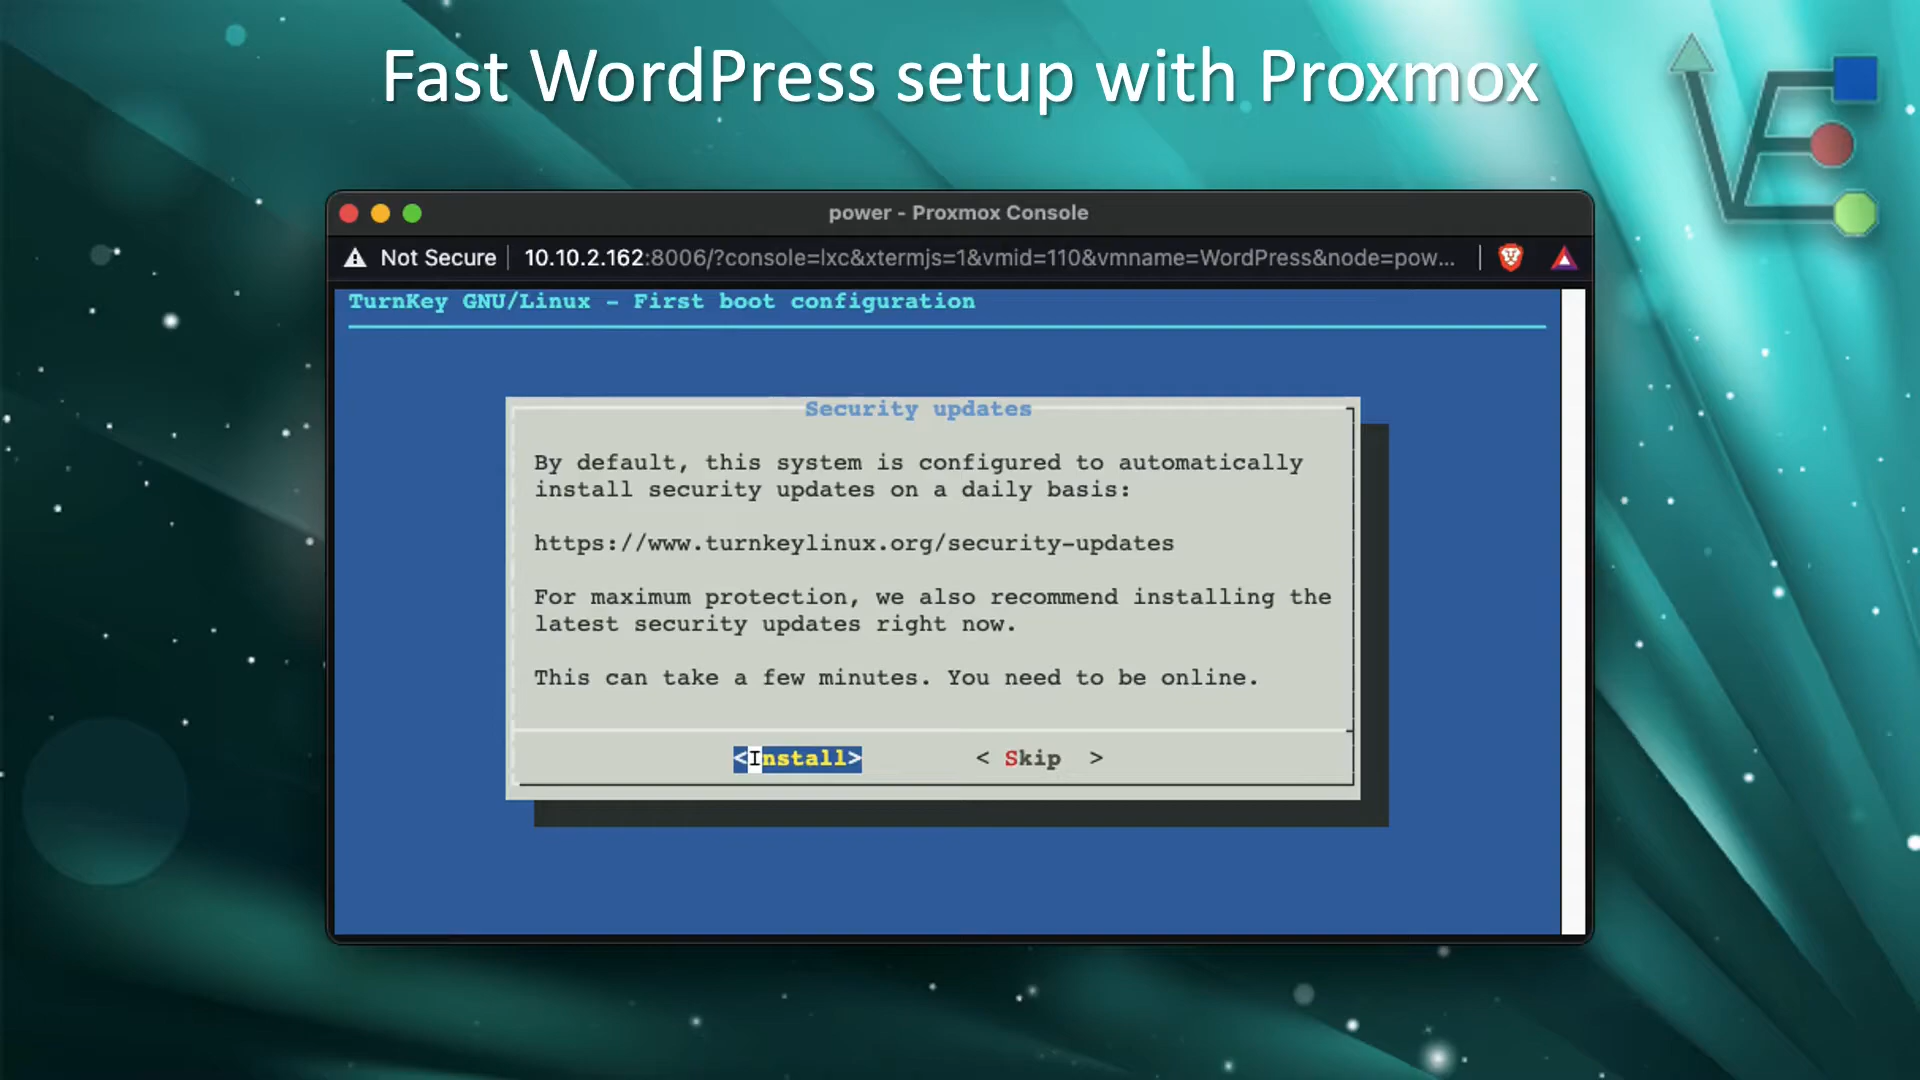 Fast WordPress setup with Proxmox
power - Proxmox Console
Not Secure
10.10.2.162:8006/?console=lxc&xtermjs=1&vmid=110&vmname=WordPress&node=pow...
TurnKey GNU/Linux - First boot configuration
Security updates
By default, this system is configured to automatically
install security updates on a daily basis:
https://www.turnkeylinux.org/security-updates
For maximum protection, we also recommend installing the
latest security updates right now.
This can take a few minutes. You need to be online.
<Install> < Skip >